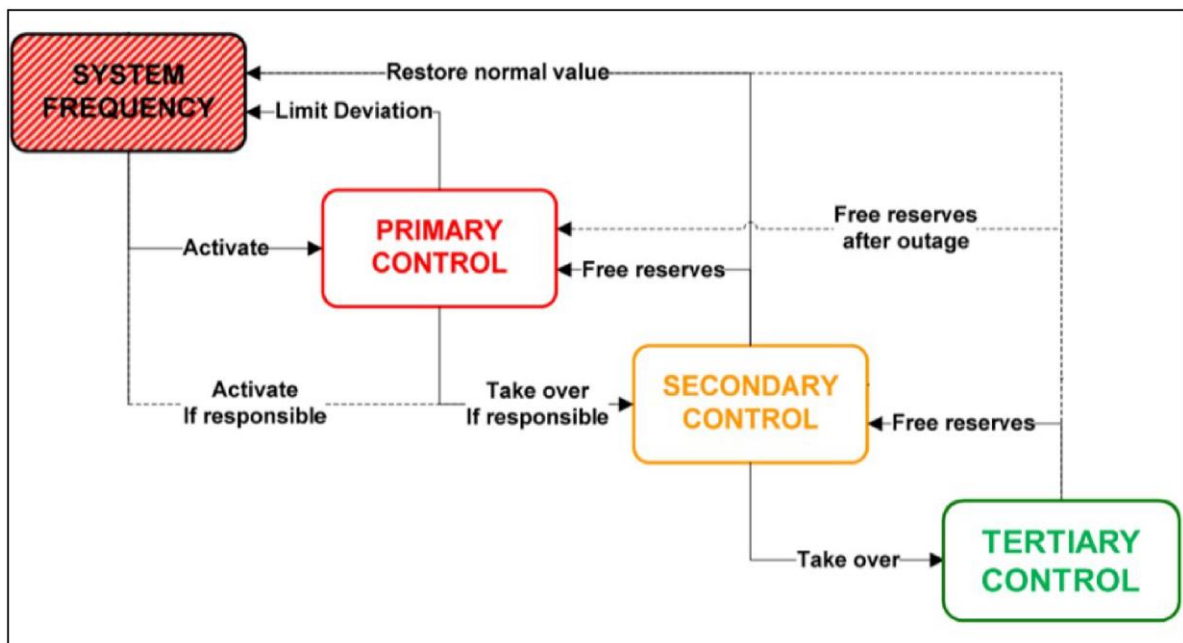 SYSTEM
FREQUENCY
Restore normal value
Limit Deviation
Activate
PRIMARY
CONTROL
Free reserves
after outage
Free reserves
Activate
If responsible
Take over
If responsible
SECONDARY
CONTROL
Free reserves
Take over
TERTIARY
CONTROL